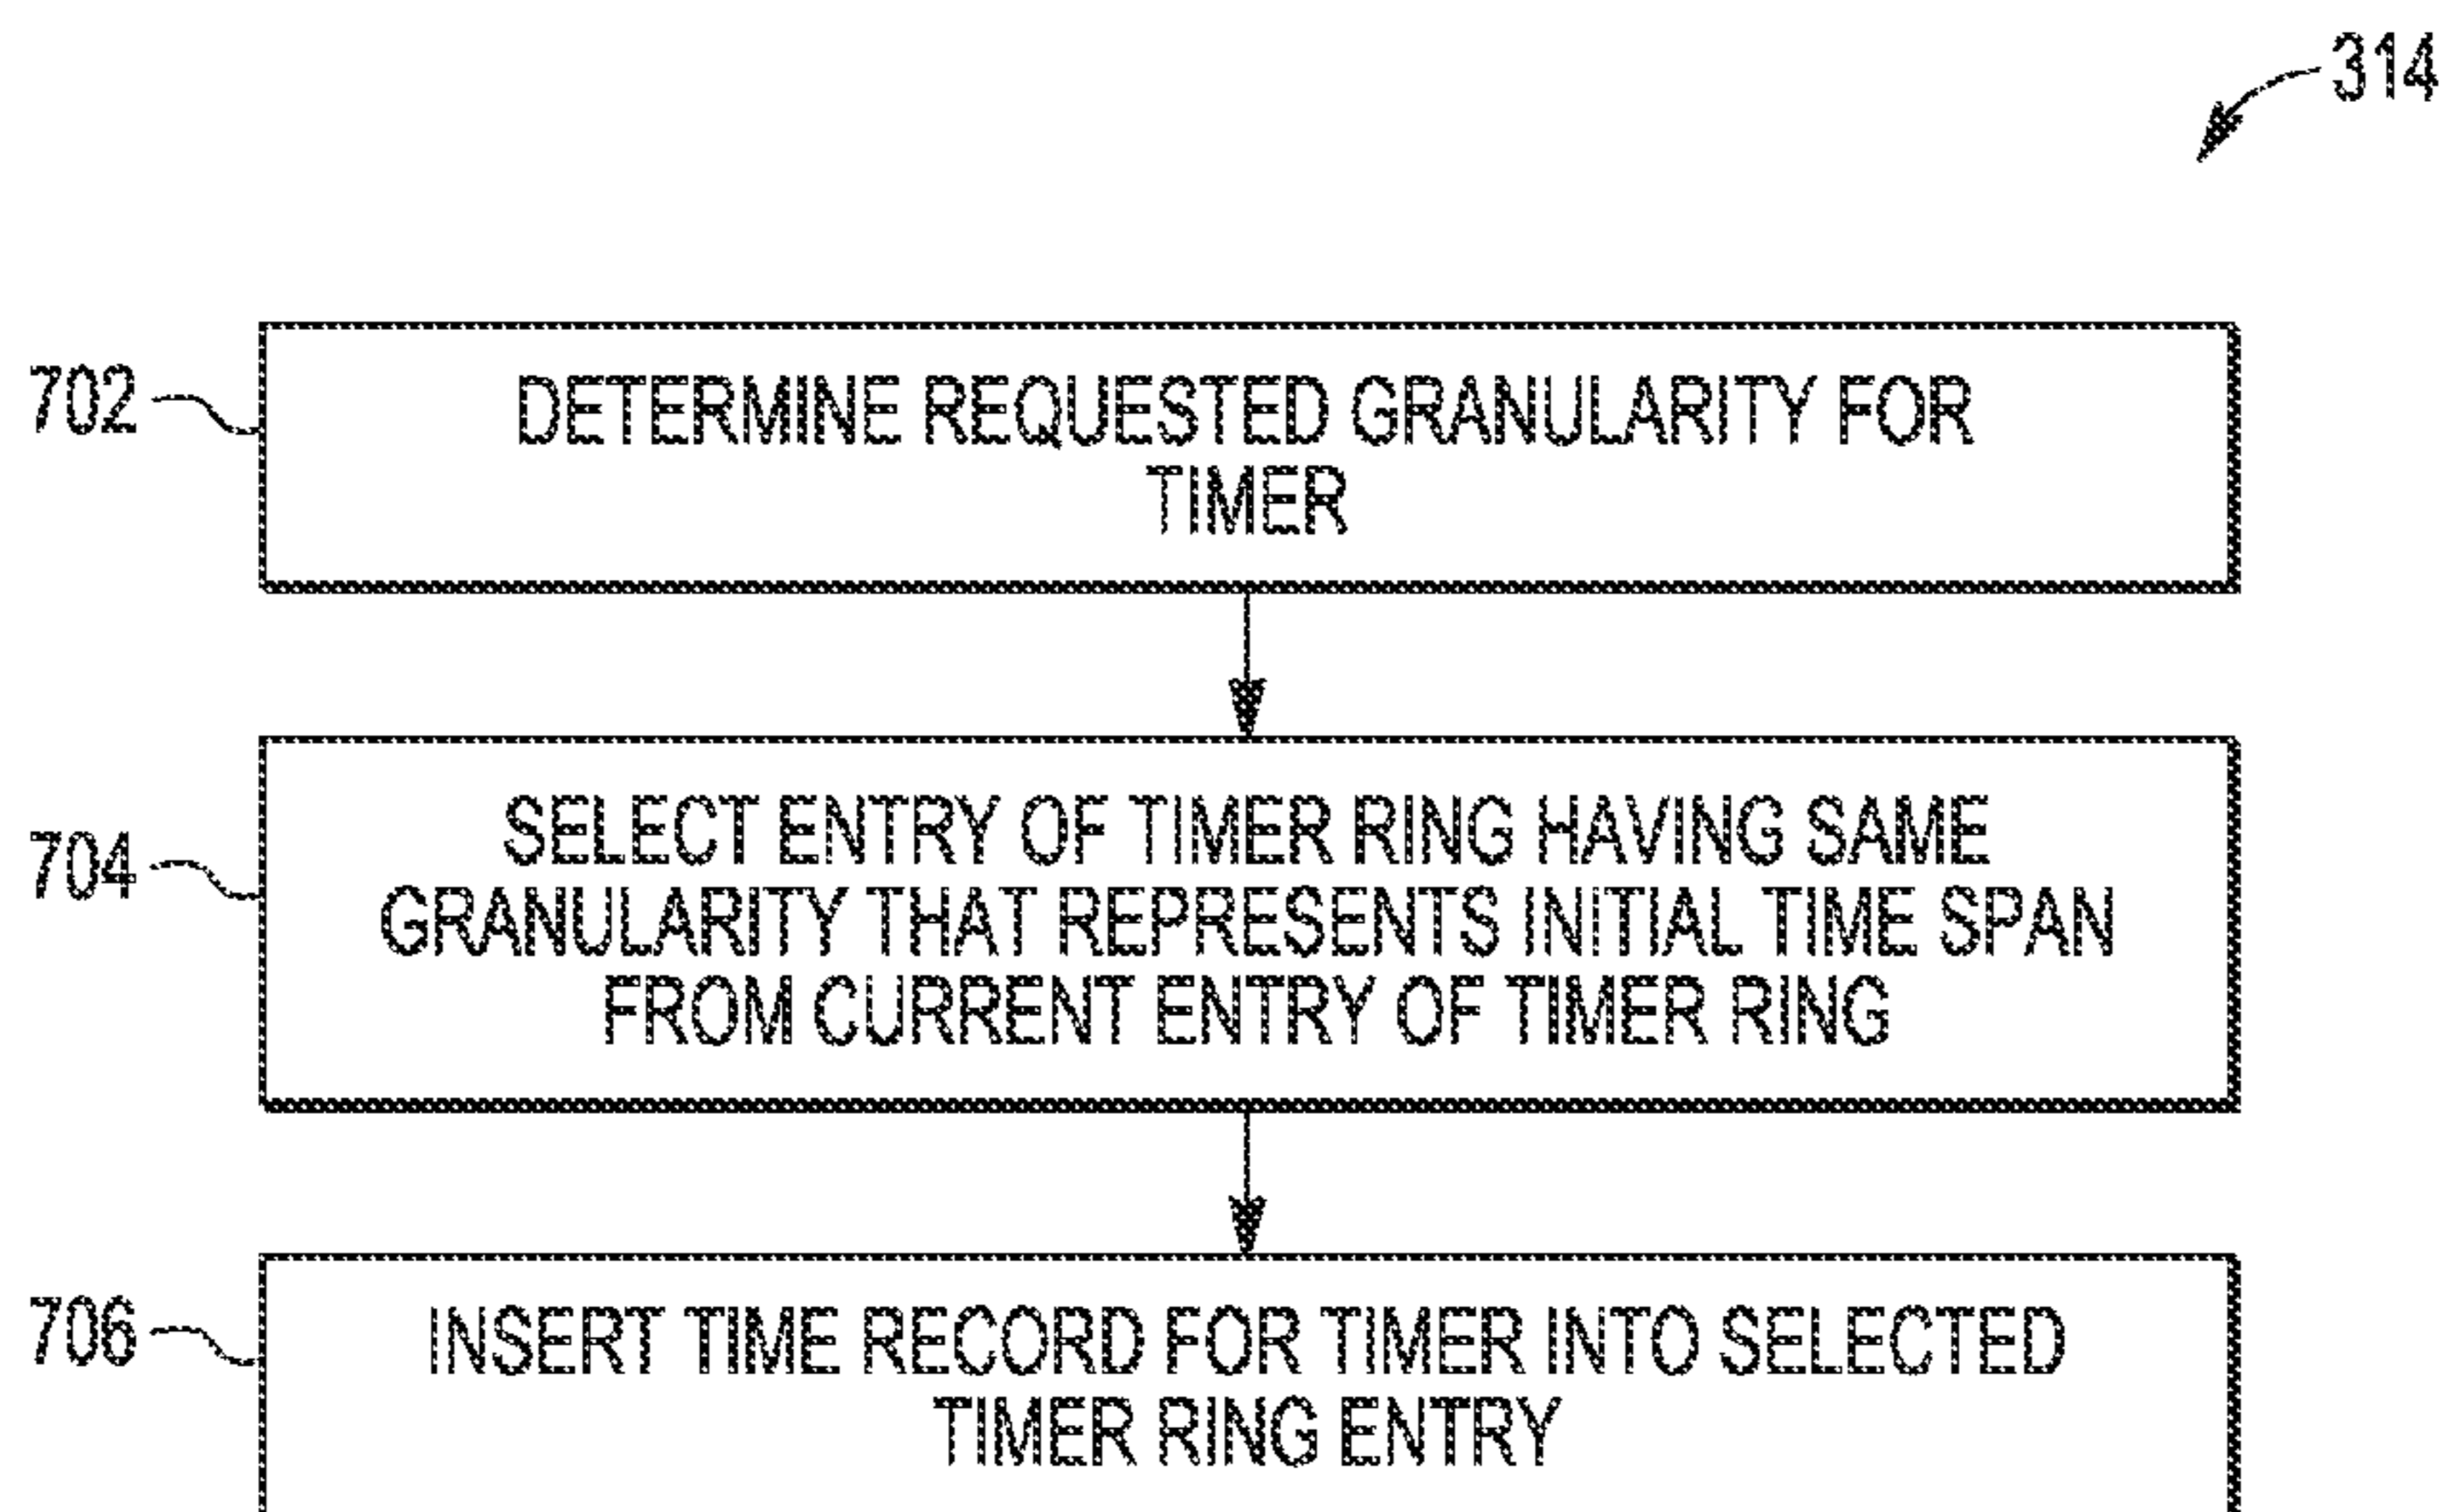 314
702
DETERMINE REQUESTED GRANULARITY FOR
TIMER
704
SELECT ENTRY OF TIMER RING HAVING SAME
GRANULARITY THAT REPRESENTS INITIAL TIME SPAN
FROM CURRENT ENTRY OF TIMER RING
706
INSERT TIME RECORD FOR TIMER INTO SELECTED
TIMER RING ENTRY